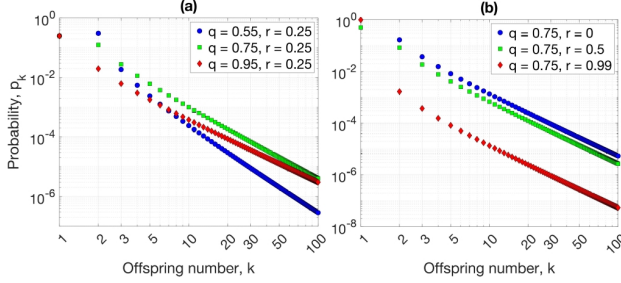 (a)
q = 0.55, r = 0.25
q = 0.75, r = 0.25
q = 0.95, r = 0.25
Probability, p_k
10^0
10^-2
10^-4
10^-6
1 2 3 5 10 20 30 50 100
Offspring number, k
(b)
q = 0.75, r = 0
q = 0.75, r = 0.5
q = 0.75, r = 0.99
10^0
10^-2
10^-4
10^-6
10^-8
1 2 3 5 10 20 30 50 100
Offspring number, k